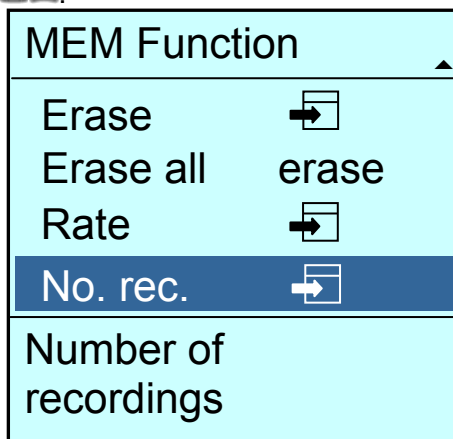 MEM Function
Erase
Erase all erase
Rate
No. rec.
Number of
recordings